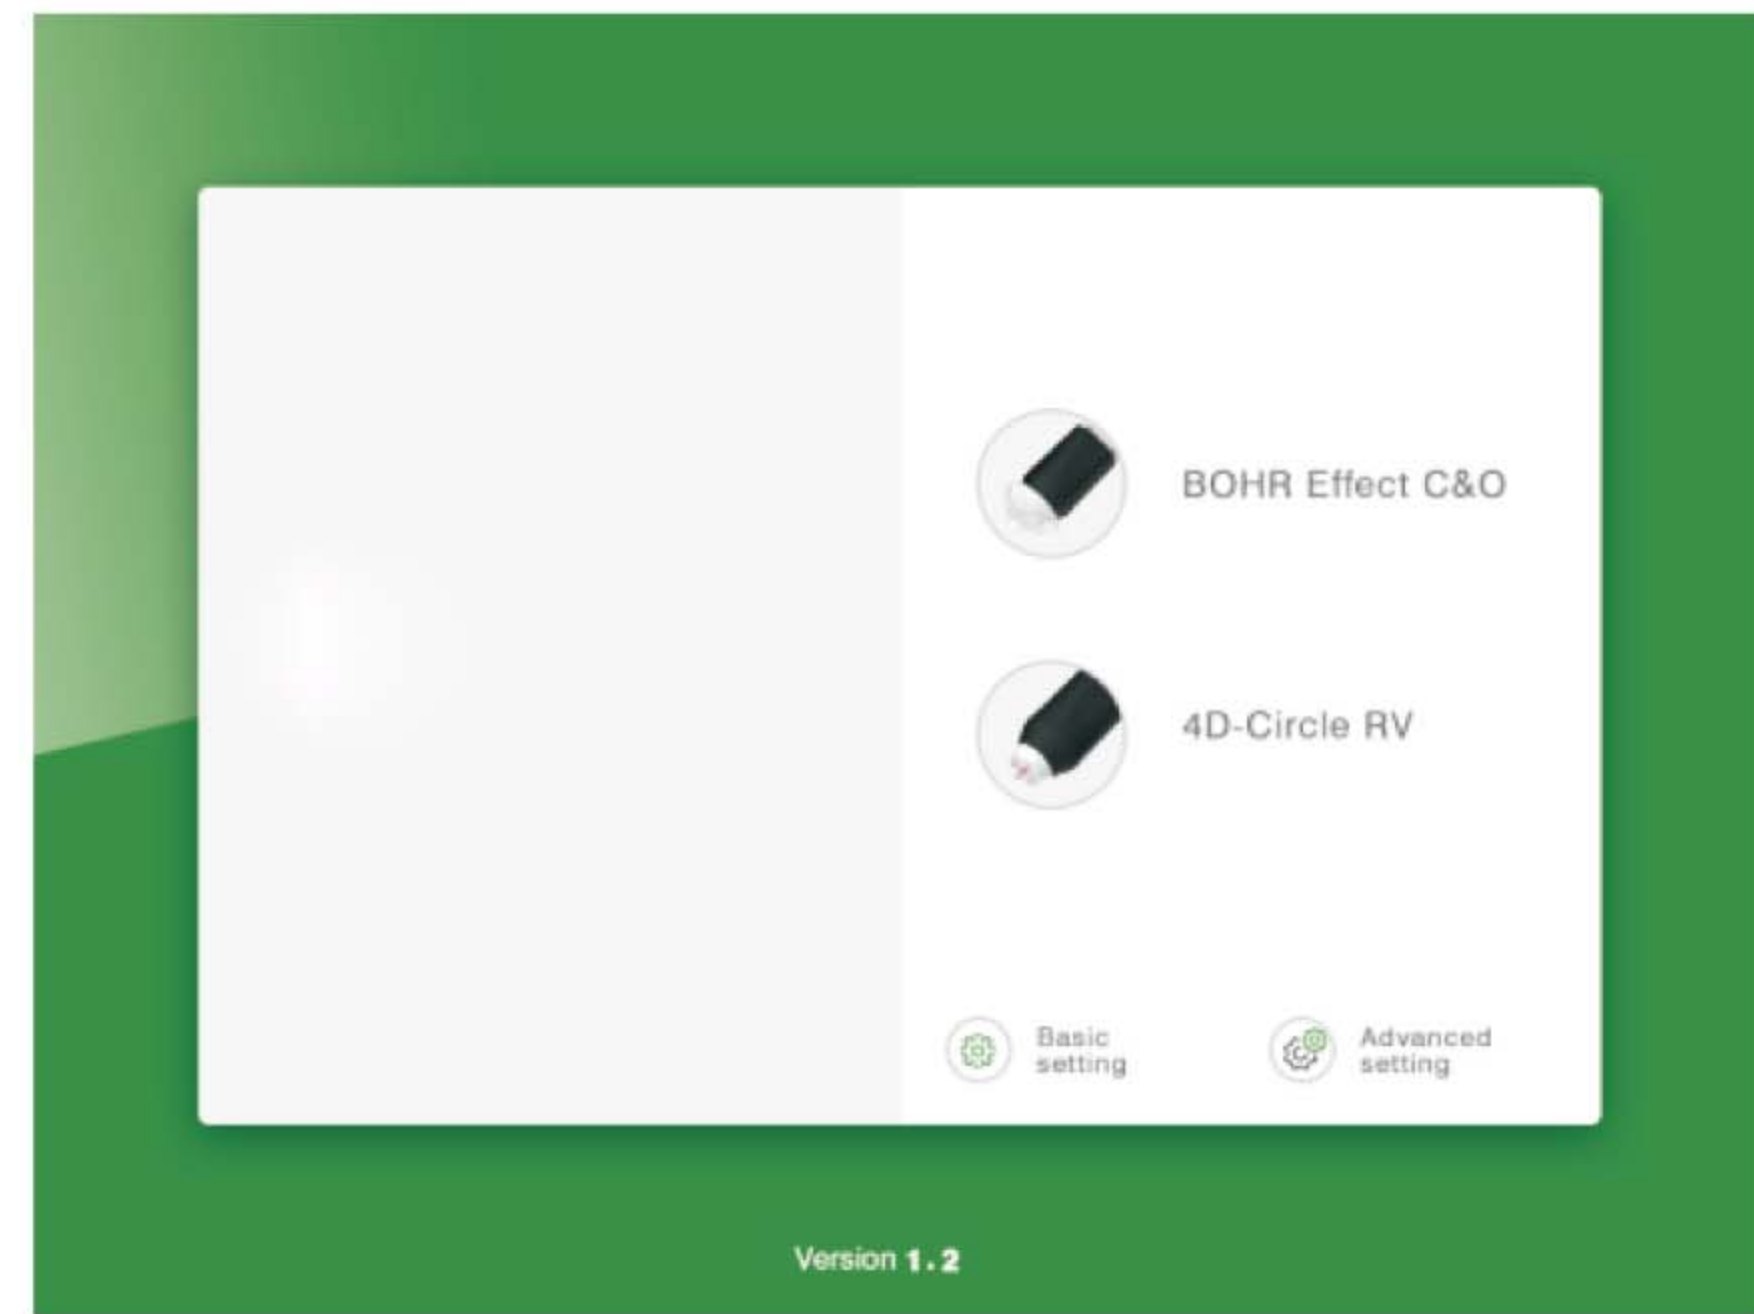 BOHR Effect C&O
4D-Circle RV
Basic
setting
Advanced
setting
Version 1.2